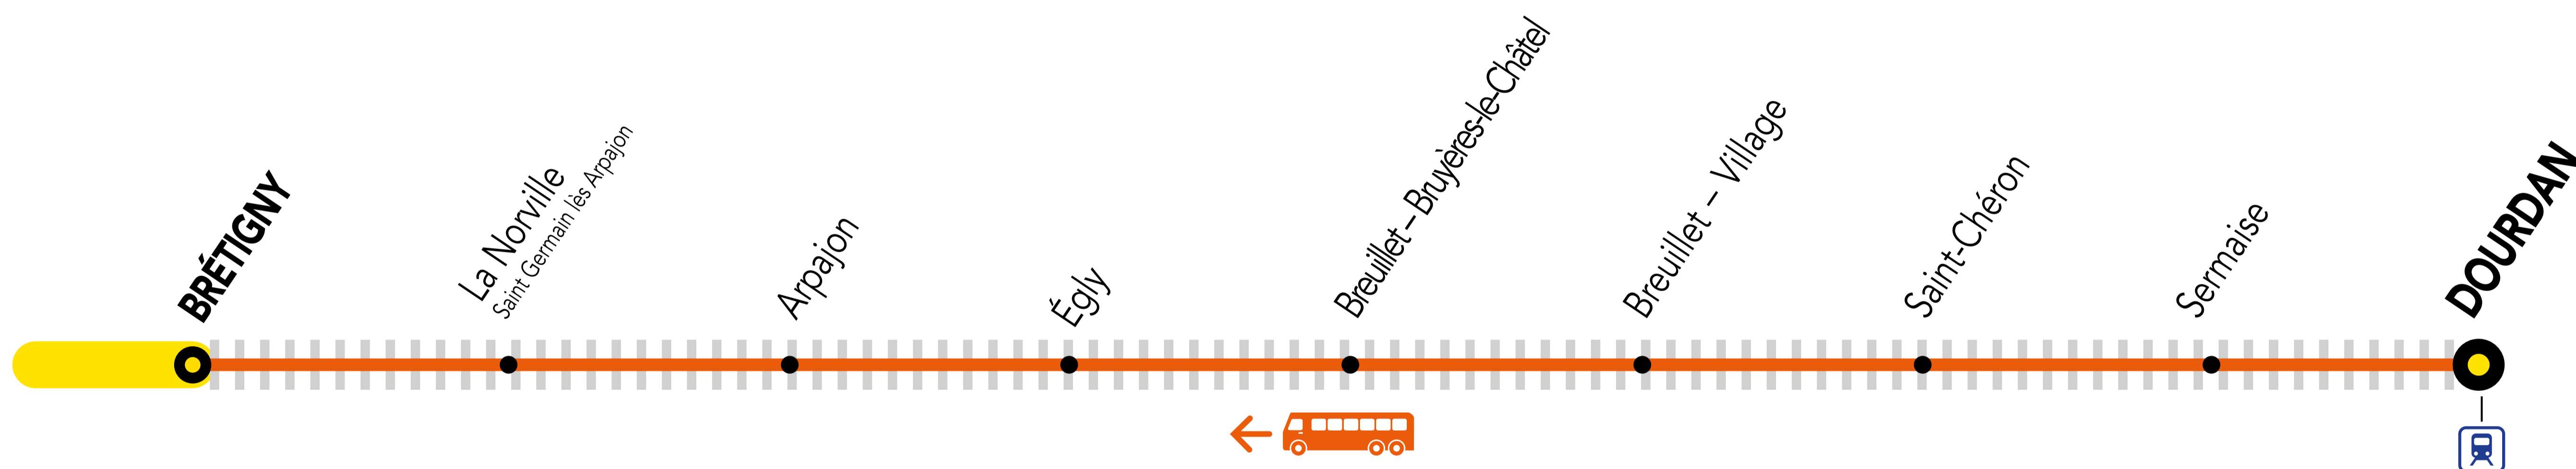 BRÉTIGNY
La Norville
Saint Germain lès Arpajon
Arpajon
Égly
Breuillet – Bruyères-le-Châtel
Breuillet – Village
Saint-Chéron
Sermaise
DOURDAN